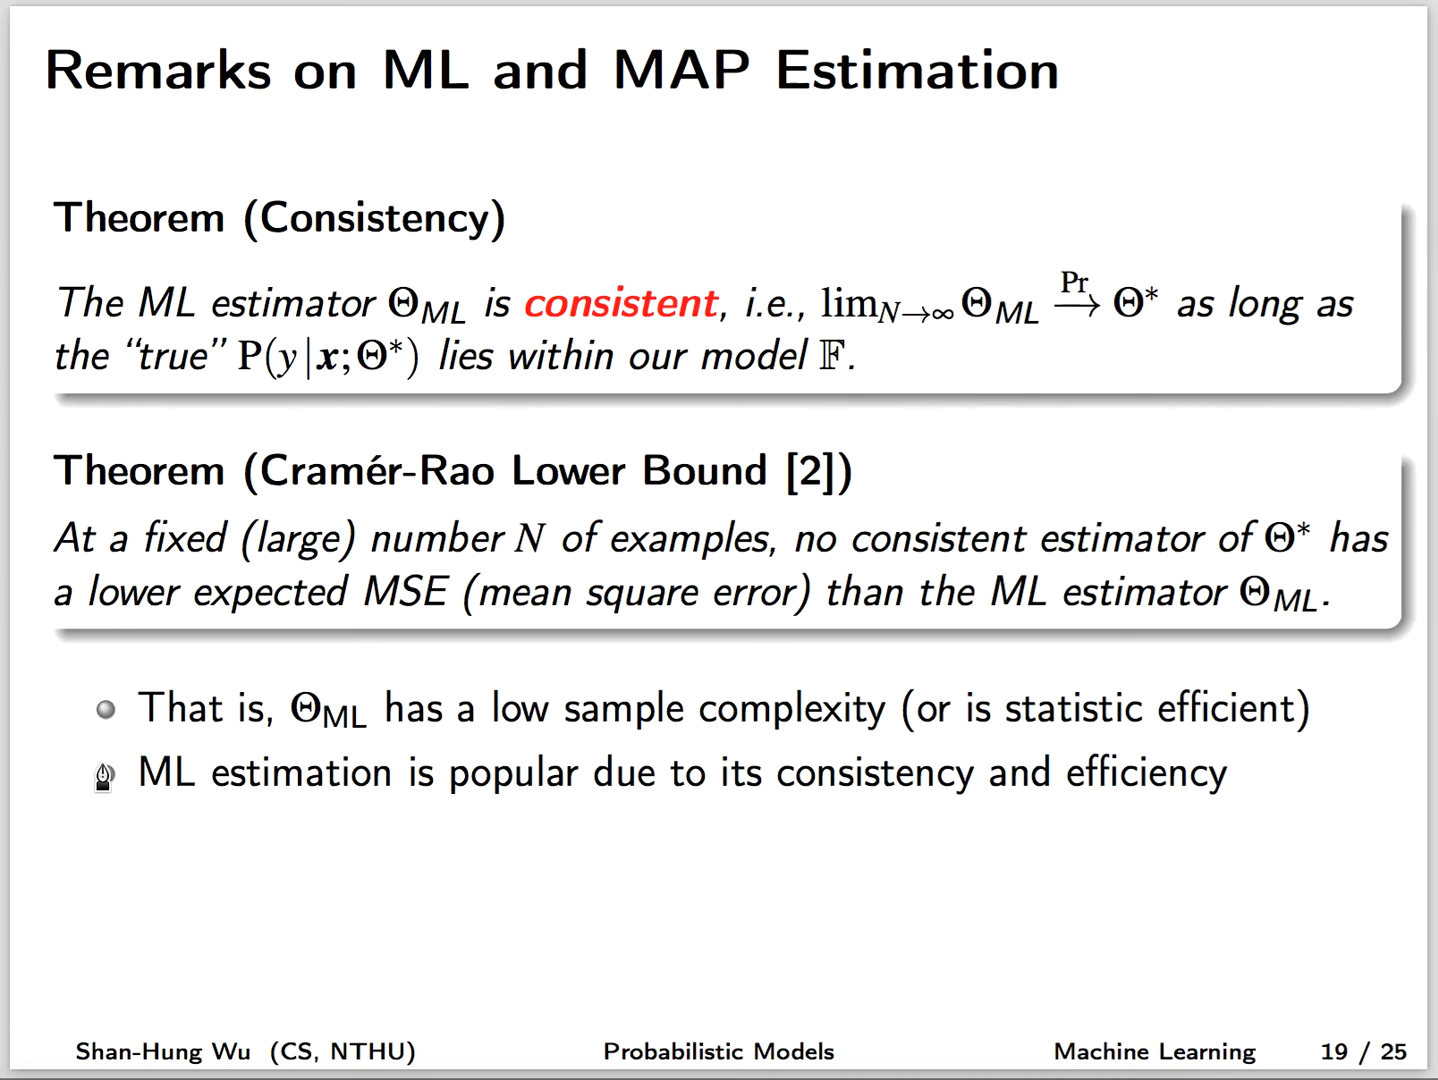 Remarks on ML and MAP Estimation
Theorem (Consistency)
The ML estimator Θ_ML is consistent, i.e., lim_{N→∞} Θ_ML —Pr→ Θ* as long as
the “true” P(y|x;Θ*) lies within our model 𝔽.
Theorem (Cramér-Rao Lower Bound [2])
At a fixed (large) number N of examples, no consistent estimator of Θ* has
a lower expected MSE (mean square error) than the ML estimator Θ_ML.
That is, Θ_ML has a low sample complexity (or is statistic efficient)
ML estimation is popular due to its consistency and efficiency
Shan-Hung Wu (CS, NTHU) Probabilistic Models Machine Learning 19 / 25